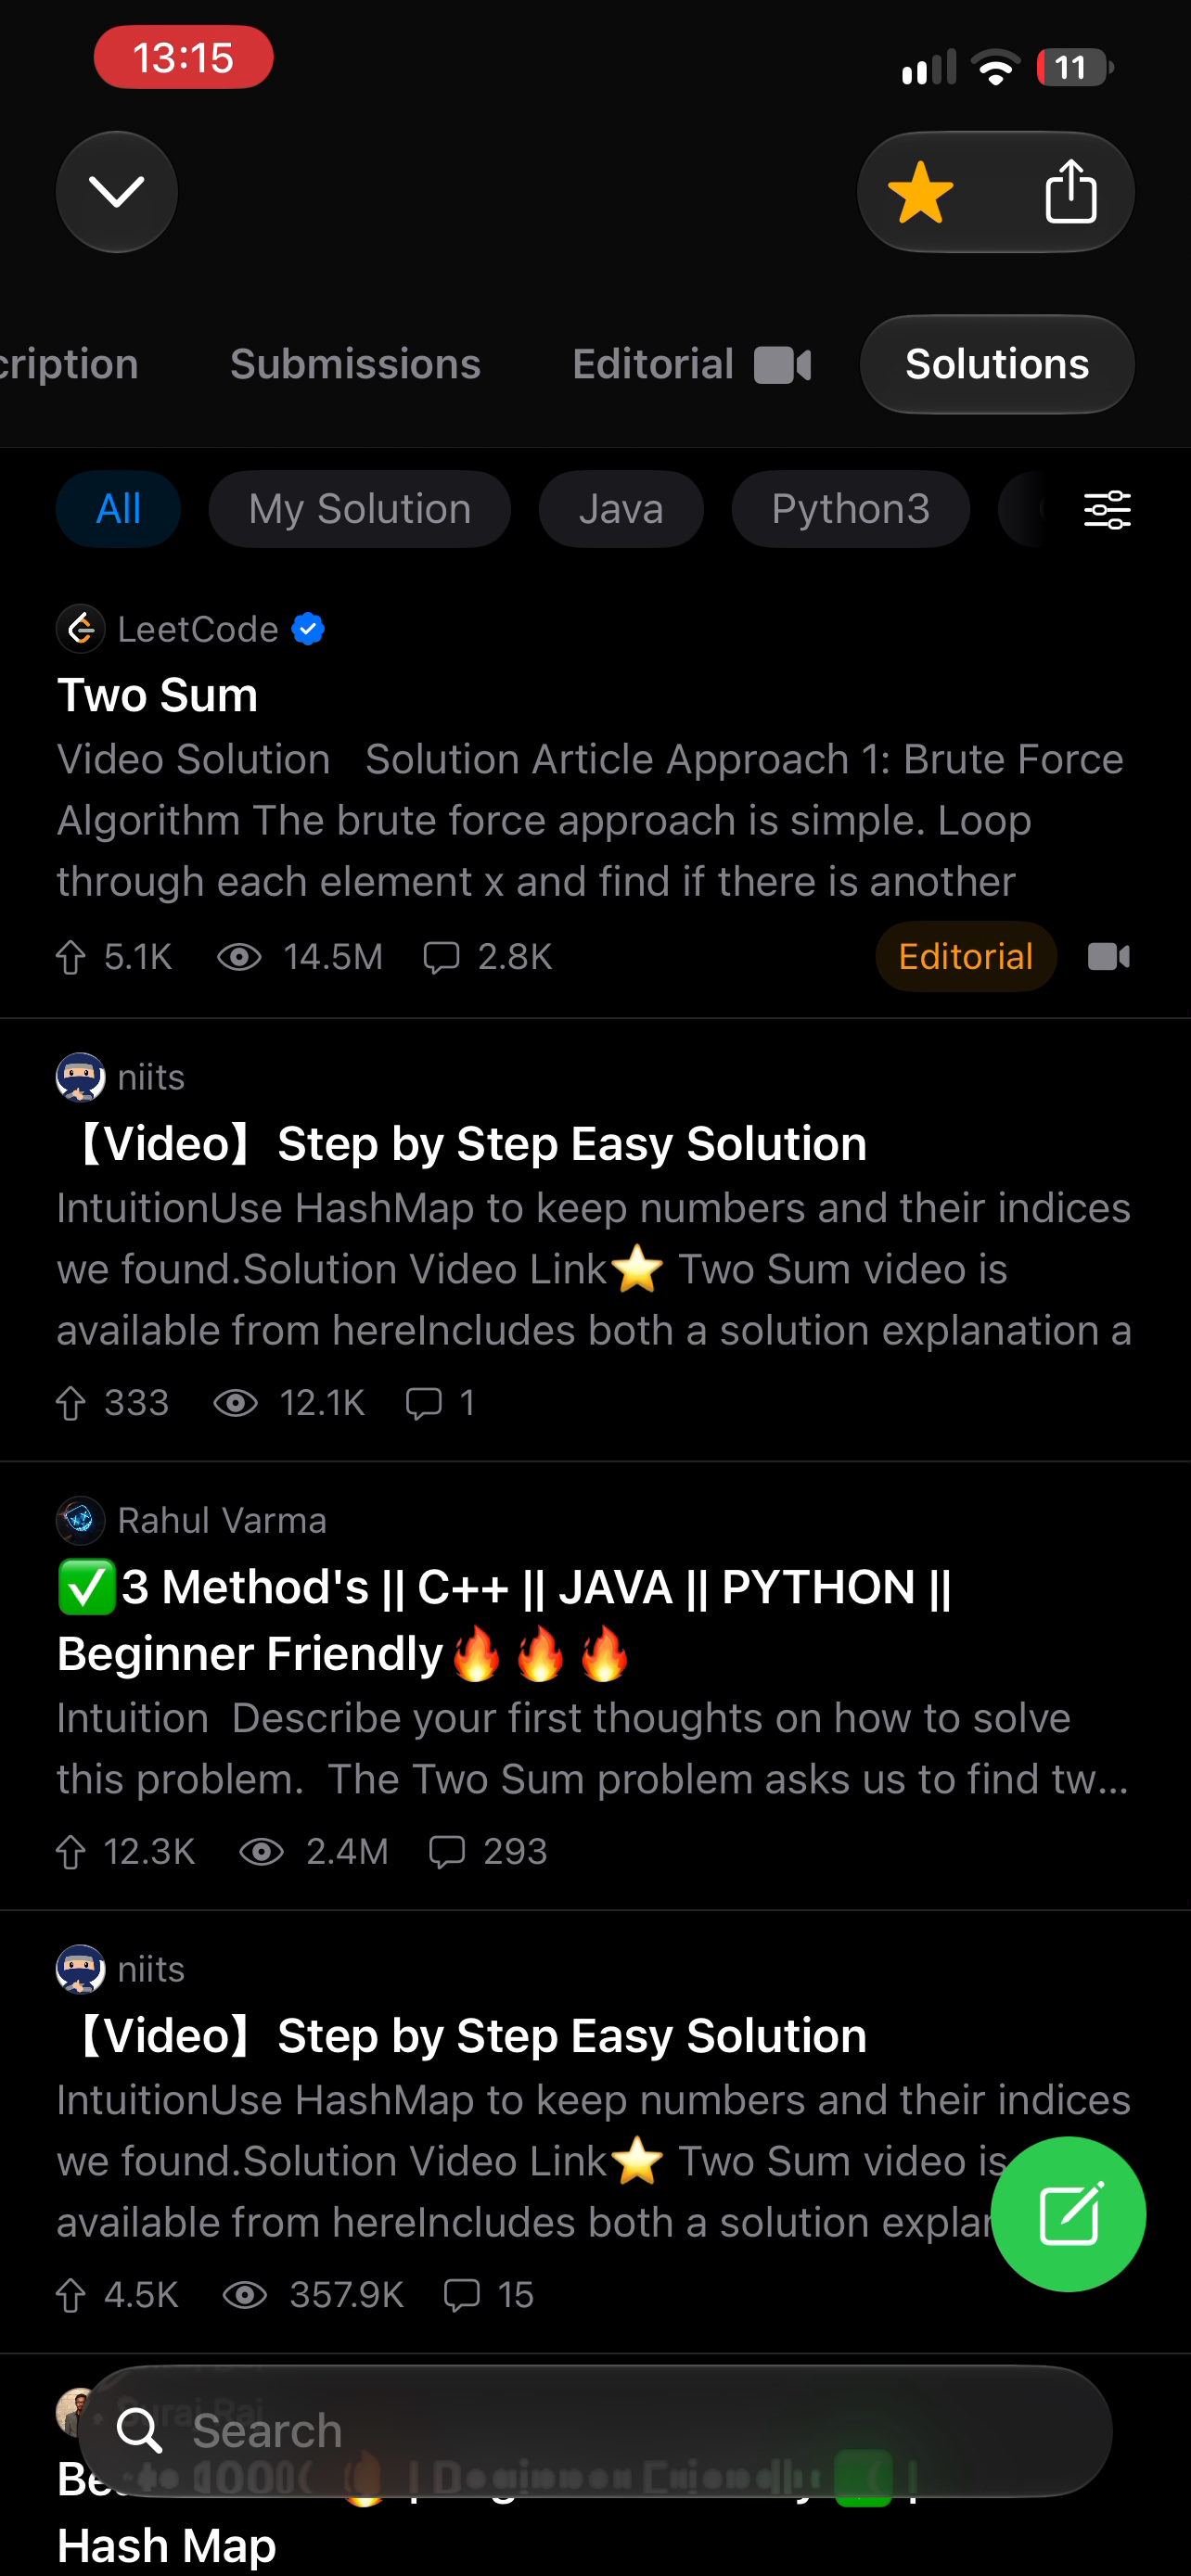 13:15
11
cription
Submissions
Editorial
Solutions
All
My Solution
Java
Python3
LeetCode
Two Sum
Video Solution Solution Article Approach 1: Brute Force
Algorithm The brute force approach is simple. Loop
through each element x and find if there is another
5.1K
14.5M
2.8K
Editorial
niits
【Video】Step by Step Easy Solution
IntuitionUse HashMap to keep numbers and their indices
we found.Solution Video Link⭐ Two Sum video is
available from hereIncludes both a solution explanation a
333
12.1K
1
Rahul Varma
✅3 Method's || C++ || JAVA || PYTHON ||
Beginner Friendly🔥🔥🔥
Intuition Describe your first thoughts on how to solve
this problem. The Two Sum problem asks us to find tw...
12.3K
2.4M
293
niits
【Video】Step by Step Easy Solution
IntuitionUse HashMap to keep numbers and their indices
we found.Solution Video Link⭐ Two Sum video is
available from hereIncludes both a solution explan
4.5K
357.9K
15
Search
Hash Map